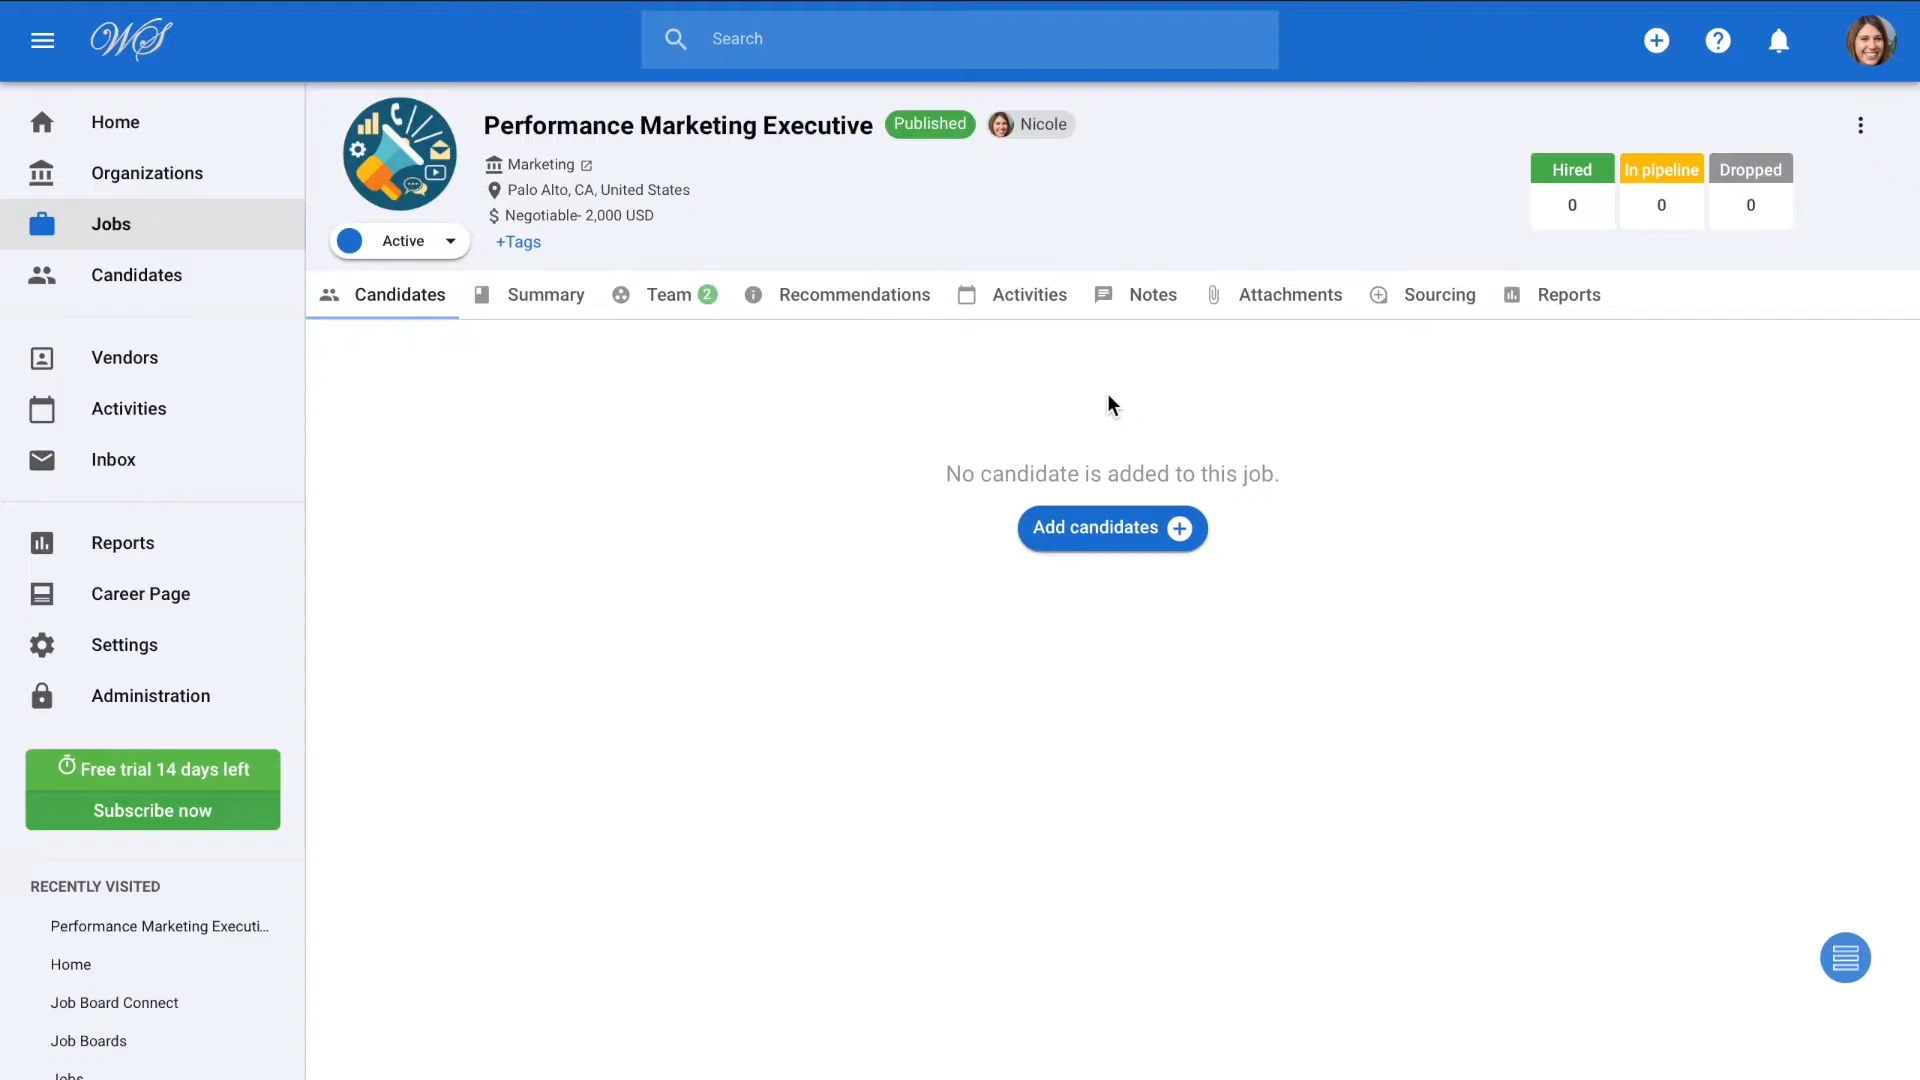 WS
Search
Home
Organizations
Jobs
Candidates
Vendors
Activities
Inbox
Reports
Career Page
Settings
Administration
Free trial 14 days left
Subscribe now
RECENTLY VISITED
Performance Marketing Executi...
Home
Job Board Connect
Job Boards
Jobs
Performance Marketing Executive
Published
Nicole
Marketing
Palo Alto, CA, United States
$ Negotiable- 2,000 USD
+Tags
Active
Hired
In pipeline
Dropped
0
0
0
Candidates
Summary
Team 2
Recommendations
Activities
Notes
Attachments
Sourcing
Reports
No candidate is added to this job.
Add candidates